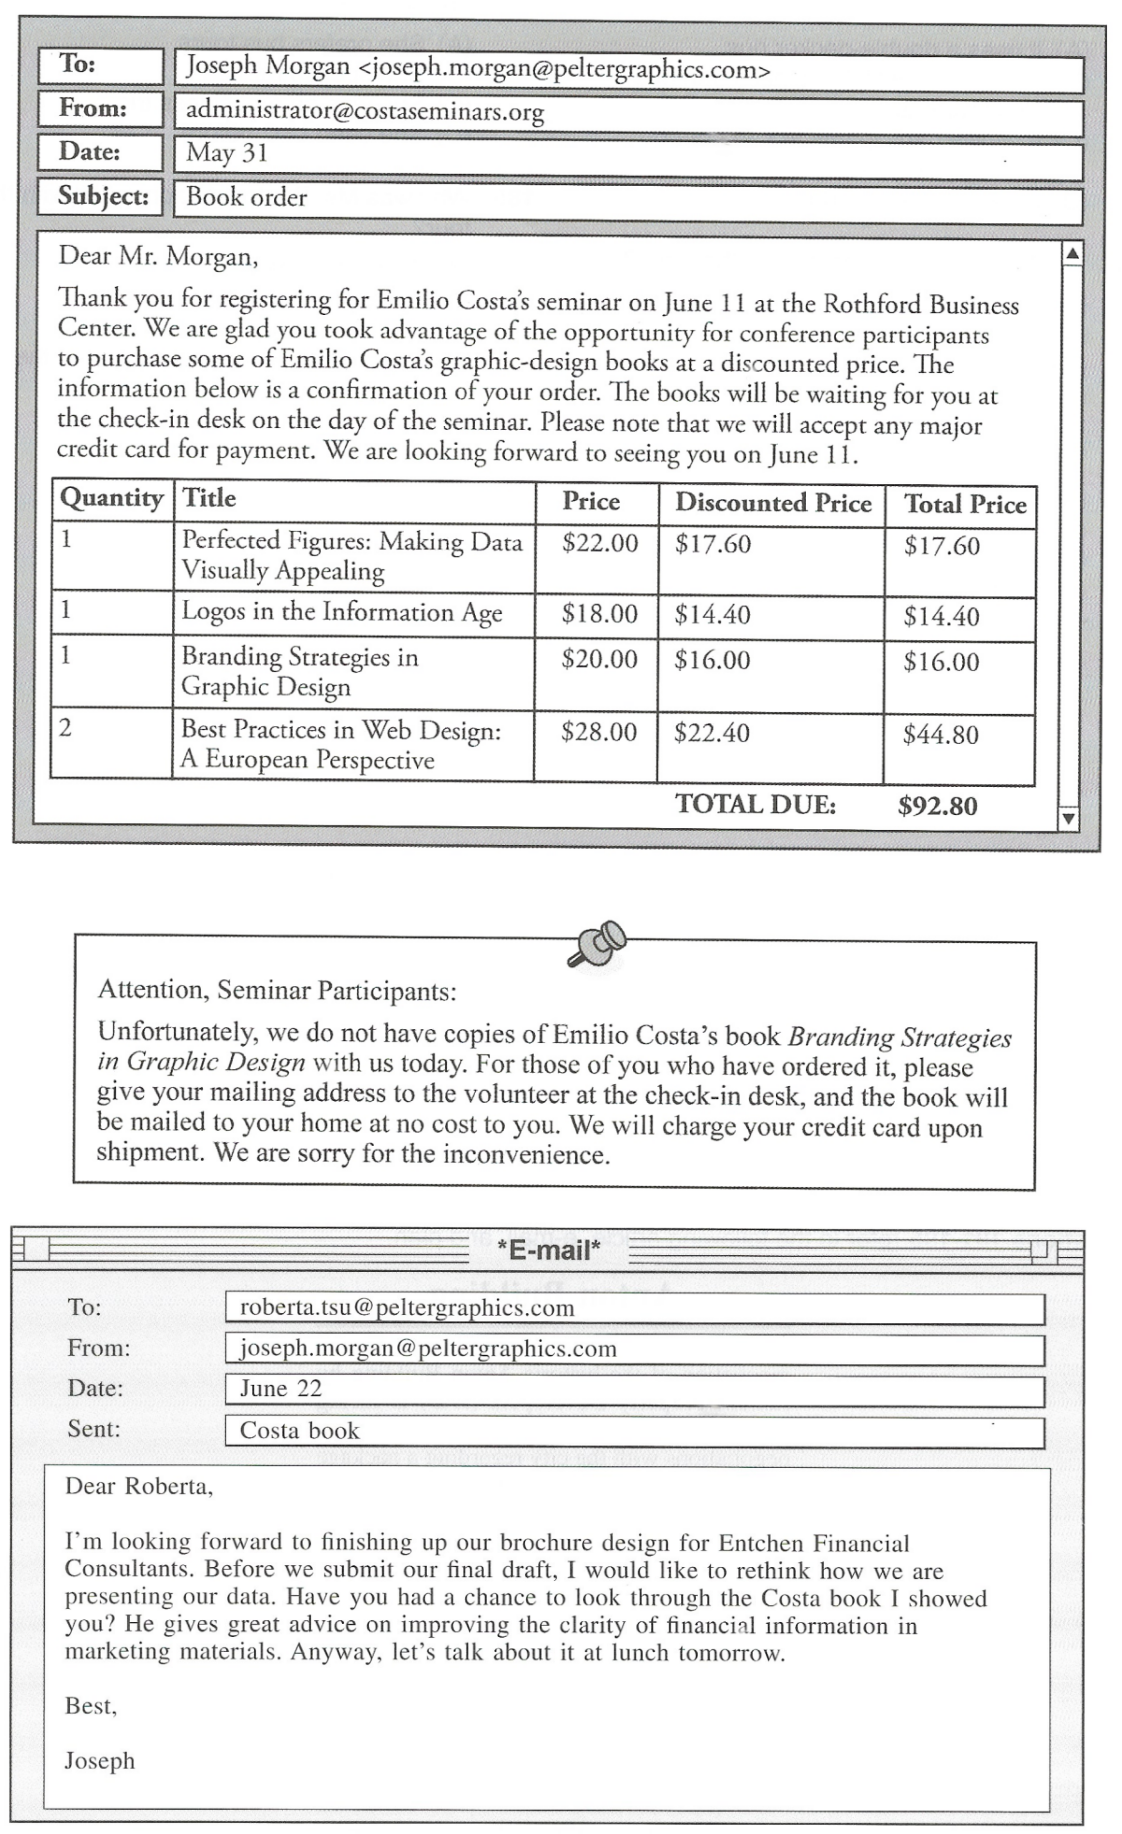 To: Joseph Morgan <joseph.morgan@peltergraphics.com>
From: administrator@costaseminars.org
Date: May 31
Subject: Book order
Dear Mr. Morgan,
Thank you for registering for Emilio Costa's seminar on June 11 at the Rothford Business
Center. We are glad you took advantage of the opportunity for conference participants
to purchase some of Emilio Costa's graphic-design books at a discounted price. The
information below is a confirmation of your order. The books will be waiting for you at
the check-in desk on the day of the seminar. Please note that we will accept any major
credit card for payment. We are looking forward to seeing you on June 11.
Quantity Title Price Discounted Price Total Price
1 Perfected Figures: Making Data $22.00 $17.60 $17.60
Visually Appealing
1 Logos in the Information Age $18.00 $14.40 $14.40
1 Branding Strategies in $20.00 $16.00 $16.00
Graphic Design
2 Best Practices in Web Design: $28.00 $22.40 $44.80
A European Perspective
TOTAL DUE: $92.80
Attention, Seminar Participants:
Unfortunately, we do not have copies of Emilio Costa's book Branding Strategies
in Graphic Design with us today. For those of you who have ordered it, please
give your mailing address to the volunteer at the check-in desk, and the book will
be mailed to your home at no cost to you. We will charge your credit card upon
shipment. We are sorry for the inconvenience.
*E-mail*
To: roberta.tsu@peltergraphics.com
From: joseph.morgan@peltergraphics.com
Date: June 22
Sent: Costa book
Dear Roberta,
I'm looking forward to finishing up our brochure design for Entchen Financial
Consultants. Before we submit our final draft, I would like to rethink how we are
presenting our data. Have you had a chance to look through the Costa book I showed
you? He gives great advice on improving the clarity of financial information in
marketing materials. Anyway, let's talk about it at lunch tomorrow.
Best,
Joseph